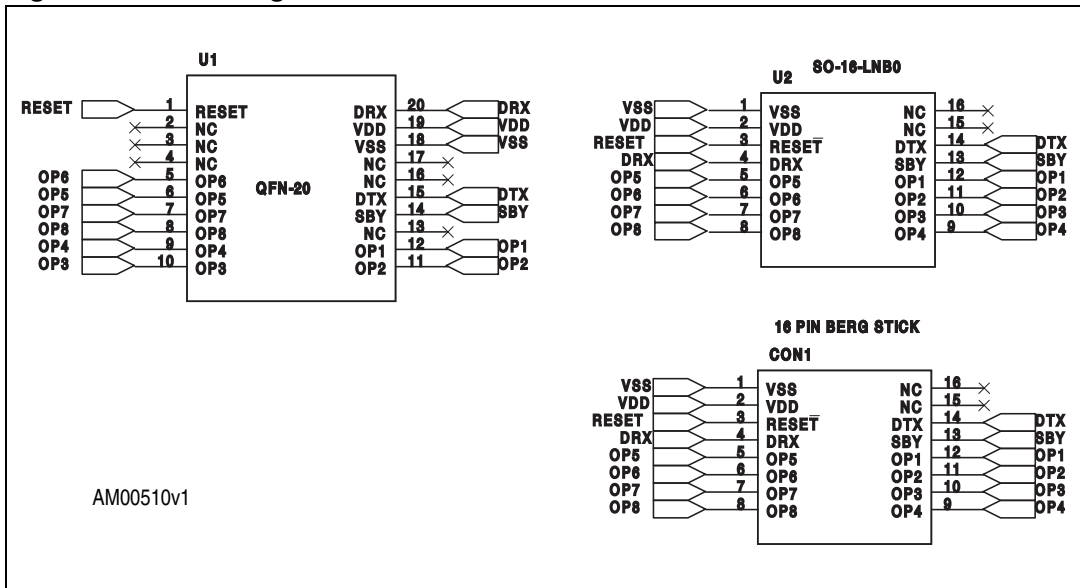 U1
RESET 1 RESET DRX 20 DRX
2 NC VDD 19 VDD
3 NC VSS 18 VSS
4 NC NC 17
OP6 5 OP6 NC 16
OP5 6 OP5 QFN-20 DTX 15 DTX
OP7 7 OP7 SBY 14 SBY
OP8 8 OP8 NC 13
OP4 9 OP4 OP1 12 OP1
OP3 10 OP3 OP2 11 OP2
SO-16-LNB0
U2
VSS 1 VSS NC 16
VDD 2 VDD NC 15
RESET 3 RESET DTX 14 DTX
DRX 4 DRX SBY 13 SBY
OP5 5 OP5 OP1 12 OP1
OP6 6 OP6 OP2 11 OP2
OP7 7 OP7 OP3 10 OP3
OP8 8 OP8 OP4 9 OP4
16 PIN BERG STICK
CON1
VSS 1 VSS NC 16
VDD 2 VDD NC 15
RESET 3 RESET DTX 14 DTX
DRX 4 DRX SBY 13 SBY
OP5 5 OP5 OP1 12 OP1
OP6 6 OP6 OP2 11 OP2
OP7 7 OP7 OP3 10 OP3
OP8 8 OP8 OP4 9 OP4
AM00510v1